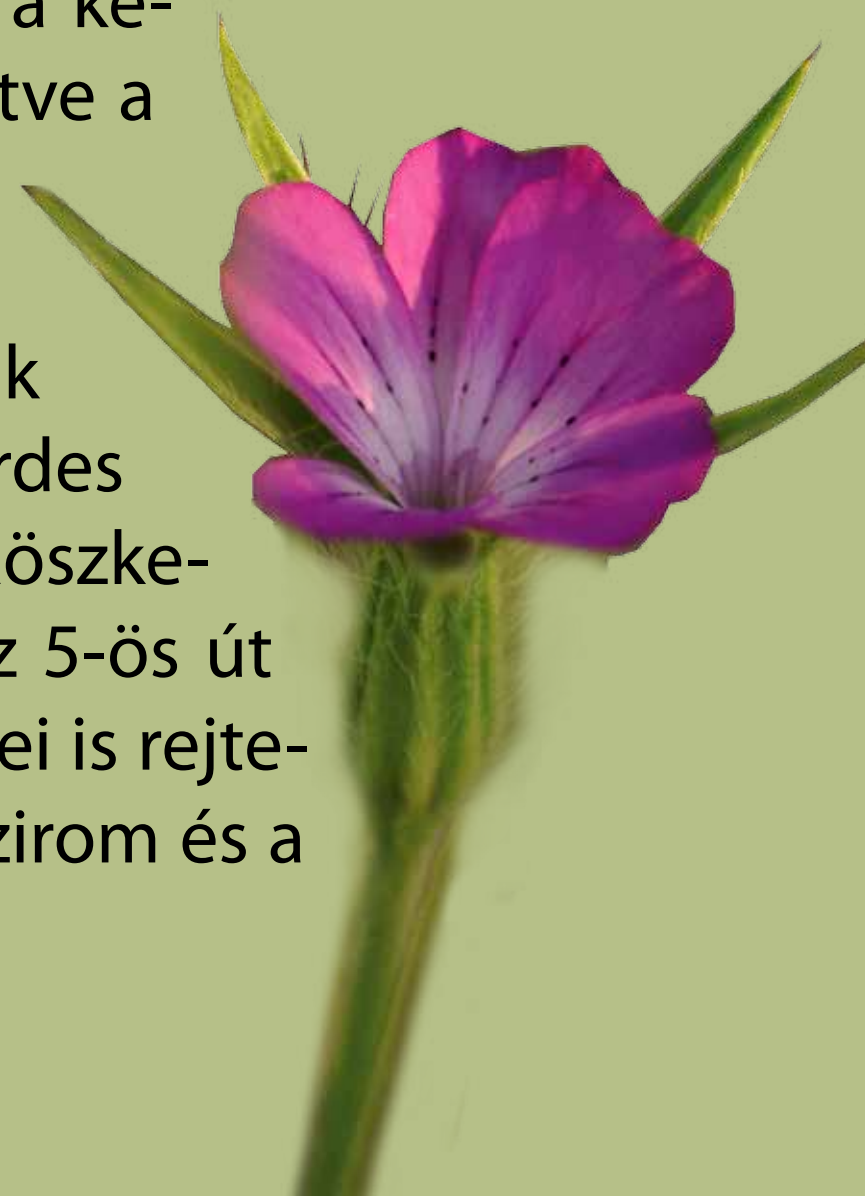 a ke-
tve a
k
rdes
öszke-
z 5-ös út
ei is rejte-
zirom és a